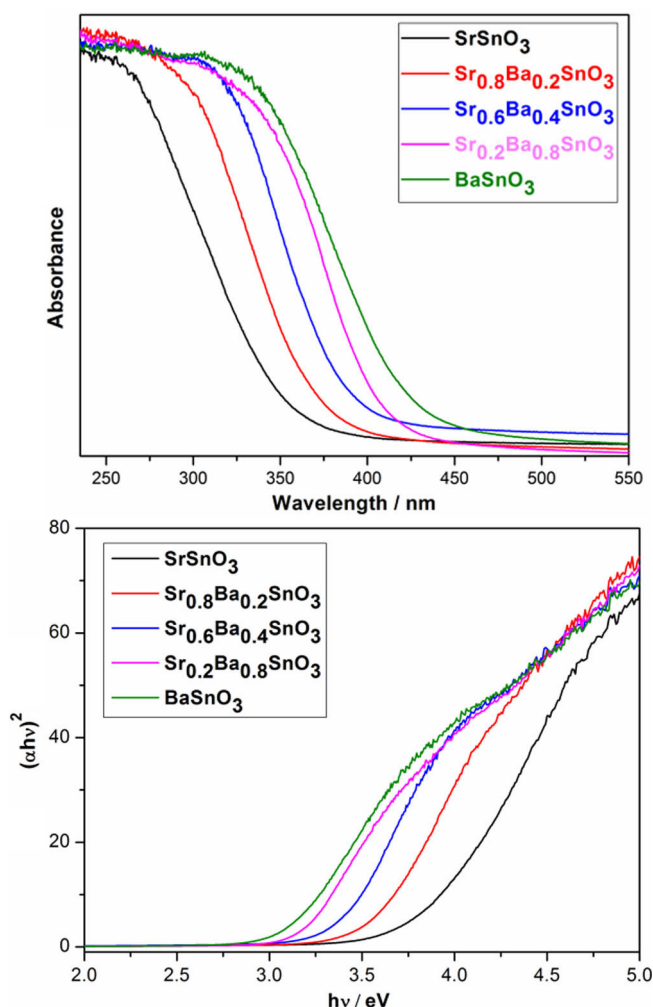 SrSnO₃
Sr₀.₈Ba₀.₂SnO₃
Sr₀.₆Ba₀.₄SnO₃
Sr₀.₂Ba₀.₈SnO₃
BaSnO₃
Absorbance
250 300 350 400 450 500 550
Wavelength / nm
80
60
40
20
0
SrSnO₃
Sr₀.₈Ba₀.₂SnO₃
Sr₀.₆Ba₀.₄SnO₃
Sr₀.₂Ba₀.₈SnO₃
BaSnO₃
(αhν)²
2.0 2.5 3.0 3.5 4.0 4.5 5.0
hν / eV